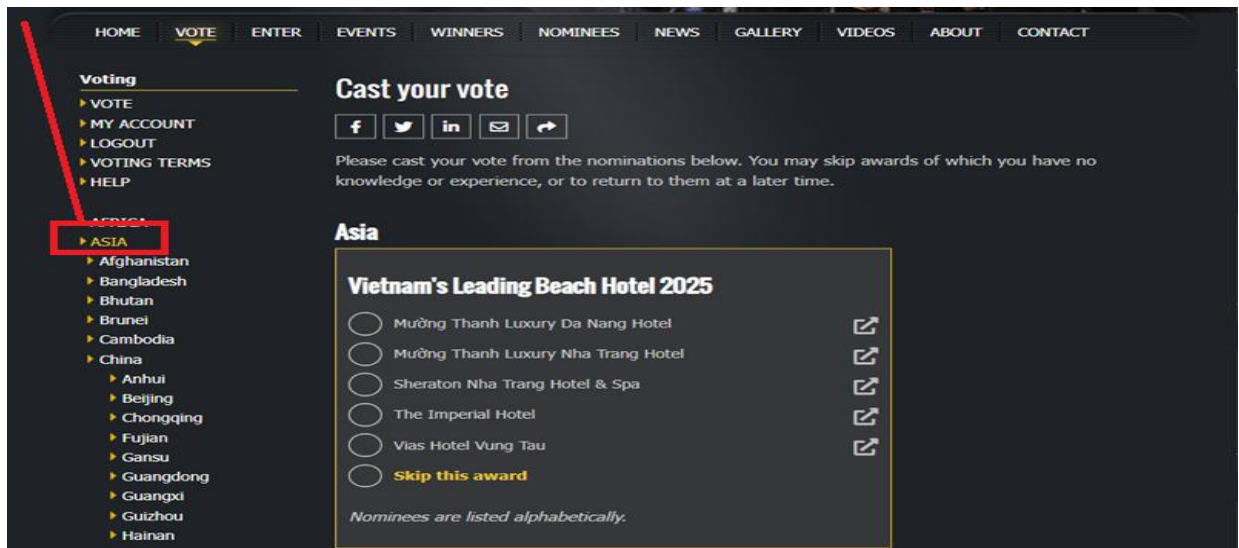 HOME VOTE ENTER EVENTS WINNERS NOMINEES NEWS GALLERY VIDEOS ABOUT CONTACT
Voting
VOTE
MY ACCOUNT
LOGOUT
VOTING TERMS
HELP
AFRICA
ASIA
Afghanistan
Bangladesh
Bhutan
Brunei
Cambodia
China
Anhui
Beijing
Chongqing
Fujian
Gansu
Guangdong
Guangxi
Guizhou
Hainan
Cast your vote
Please cast your vote from the nominations below. You may skip awards of which you have no
knowledge or experience, or to return to them at a later time.
Asia
Vietnam's Leading Beach Hotel 2025
Mường Thanh Luxury Da Nang Hotel
Mường Thanh Luxury Nha Trang Hotel
Sheraton Nha Trang Hotel & Spa
The Imperial Hotel
Vias Hotel Vung Tau
Skip this award
Nominees are listed alphabetically.